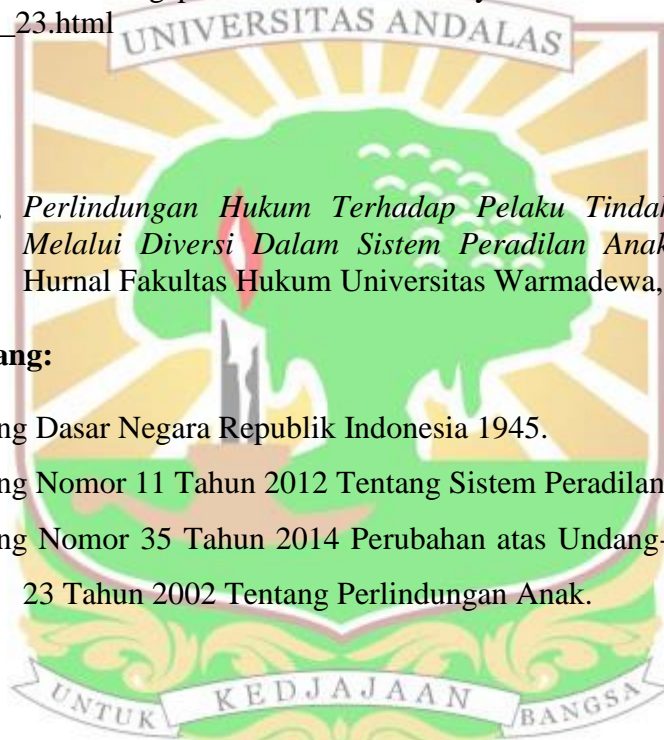 _23.html
UNIVERSITAS ANDALAS
Perlindungan Hukum Terhadap Pelaku Tindak
Melalui Diversi Dalam Sistem Peradilan Anak
Hurnal Fakultas Hukum Universitas Warmadewa,
ang:
ng Dasar Negara Republik Indonesia 1945.
ng Nomor 11 Tahun 2012 Tentang Sistem Peradilan
ng Nomor 35 Tahun 2014 Perubahan atas Undang-
23 Tahun 2002 Tentang Perlindungan Anak.
UNTUK KEDJAJAAN BANGSA